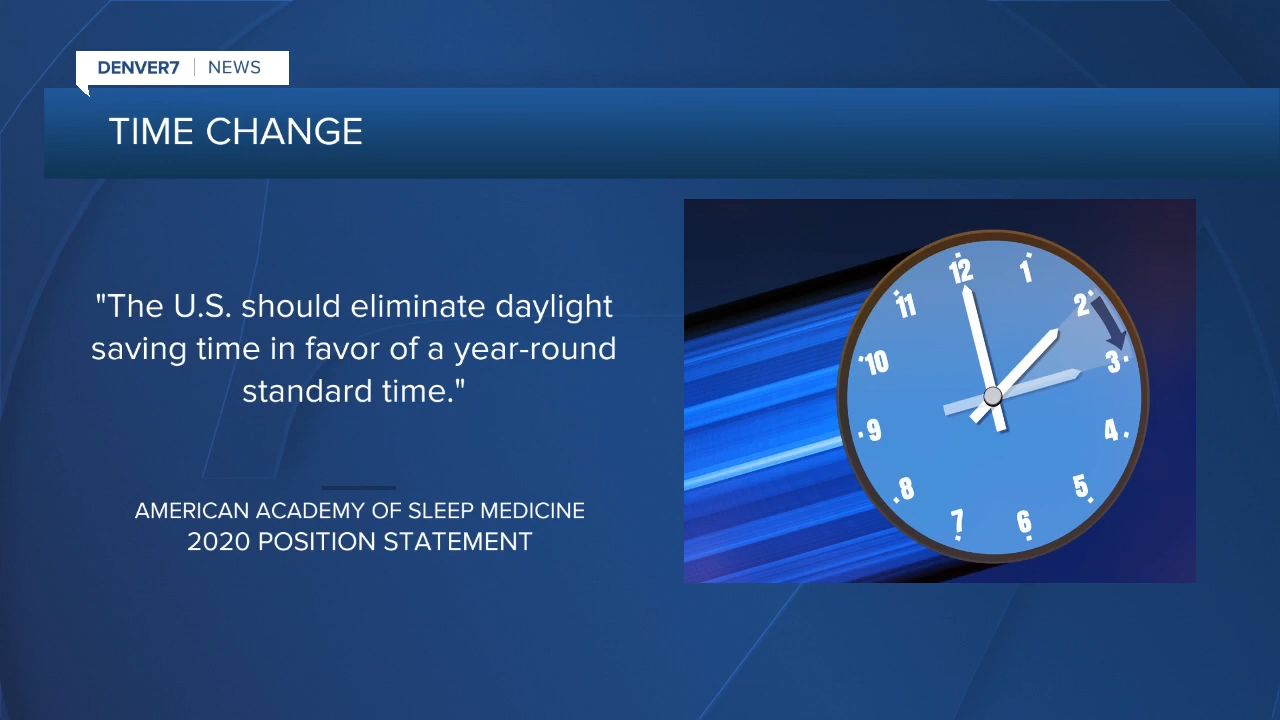 DENVER7 | NEWS
TIME CHANGE
"The U.S. should eliminate daylight
saving time in favor of a year-round
standard time."
AMERICAN ACADEMY OF SLEEP MEDICINE
2020 POSITION STATEMENT
12
1
2
3
4
5
6
7
8
9
10
11